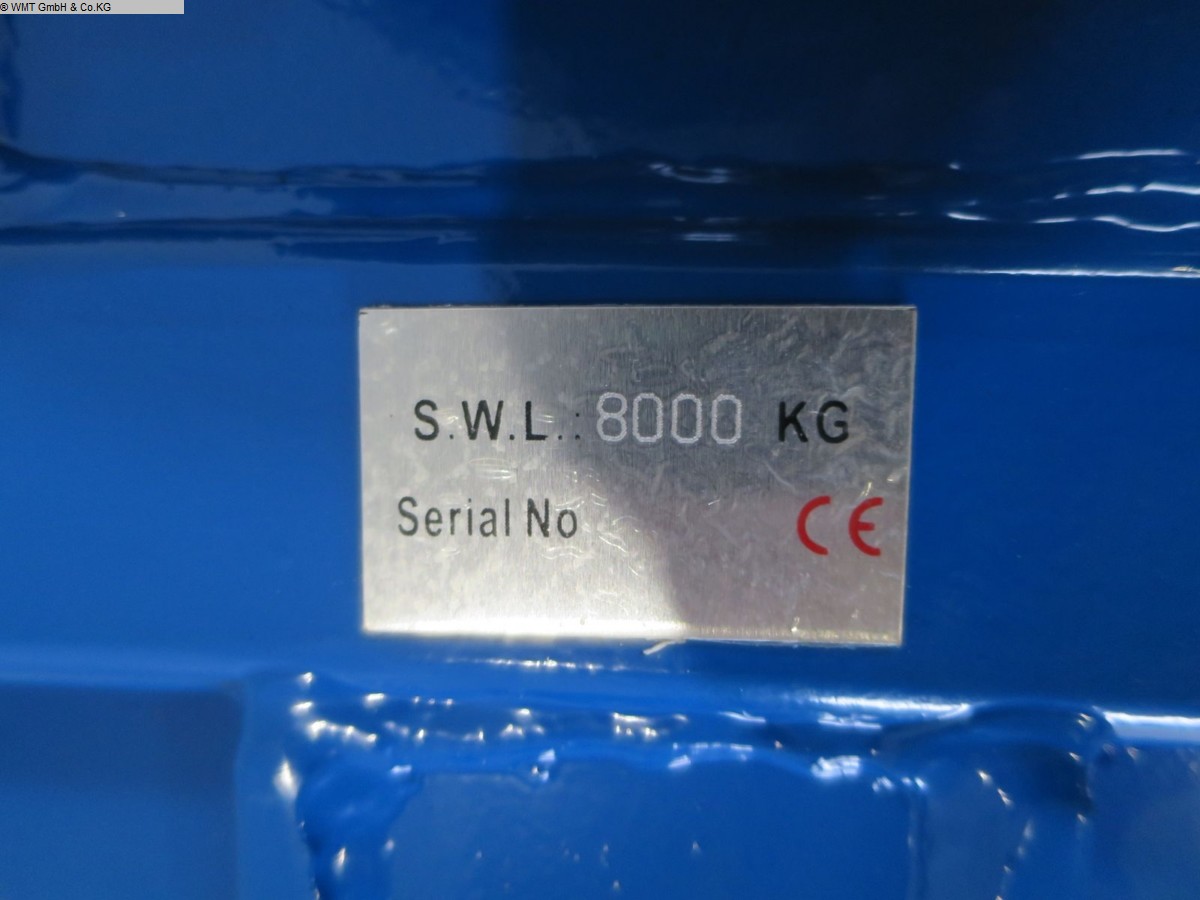 © WMT GmbH & Co.KG
S.W.L.: 8000 KG
Serial No
CE